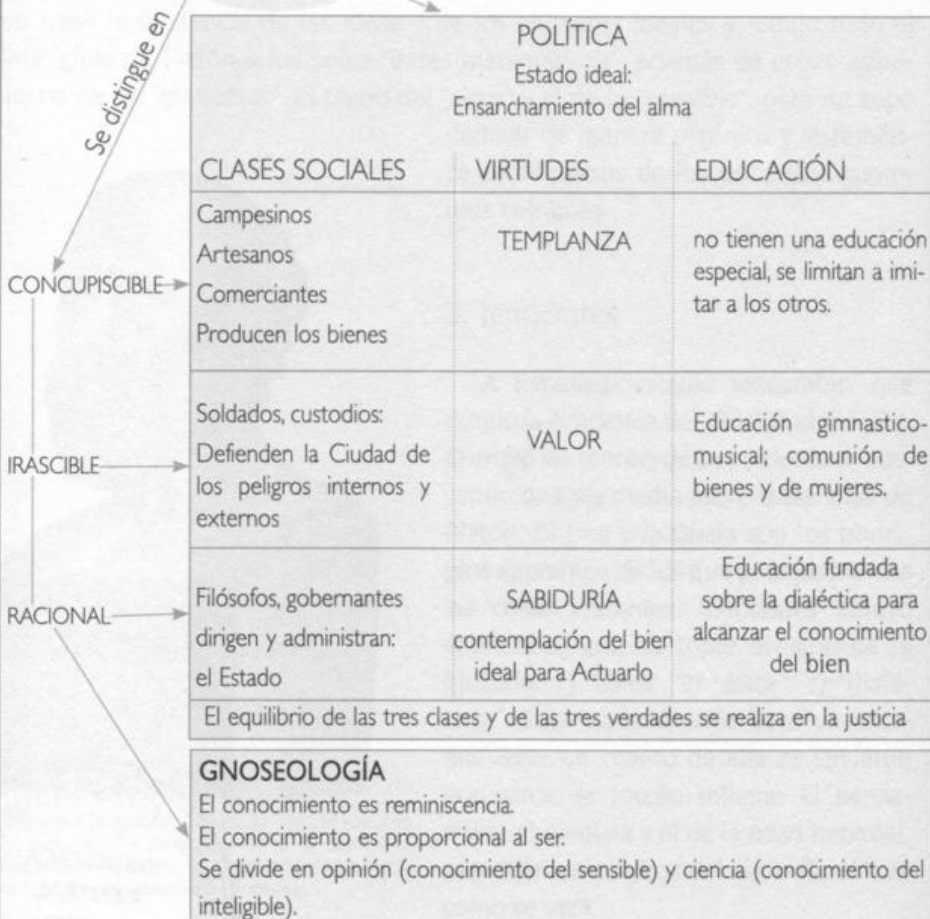 Se distingue en
POLÍTICA
Estado ideal:
Ensanchamiento del alma
CLASES SOCIALES
VIRTUDES
EDUCACIÓN
CONCUPISCIBLE
Campesinos
Artesanos
Comerciantes
Producen los bienes
TEMPLANZA
no tienen una educación
especial, se limitan a imi-
tar a los otros.
IRASCIBLE
Soldados, custodios:
Defienden la Ciudad de
los peligros internos y
externos
VALOR
Educación gimnastico-
musical; comunión de
bienes y de mujeres.
RACIONAL
Filósofos, gobernantes
dirigen y administran:
el Estado
SABIDURÍA
contemplación del bien
ideal para Actuarlo
Educación fundada
sobre la dialéctica para
alcanzar el conocimiento
del bien
El equilibrio de las tres clases y de las tres verdades se realiza en la justicia
GNOSEOLOGÍA
El conocimiento es reminiscencia.
El conocimiento es proporcional al ser.
Se divide en opinión (conocimiento del sensible) y ciencia (conocimiento del
inteligible).